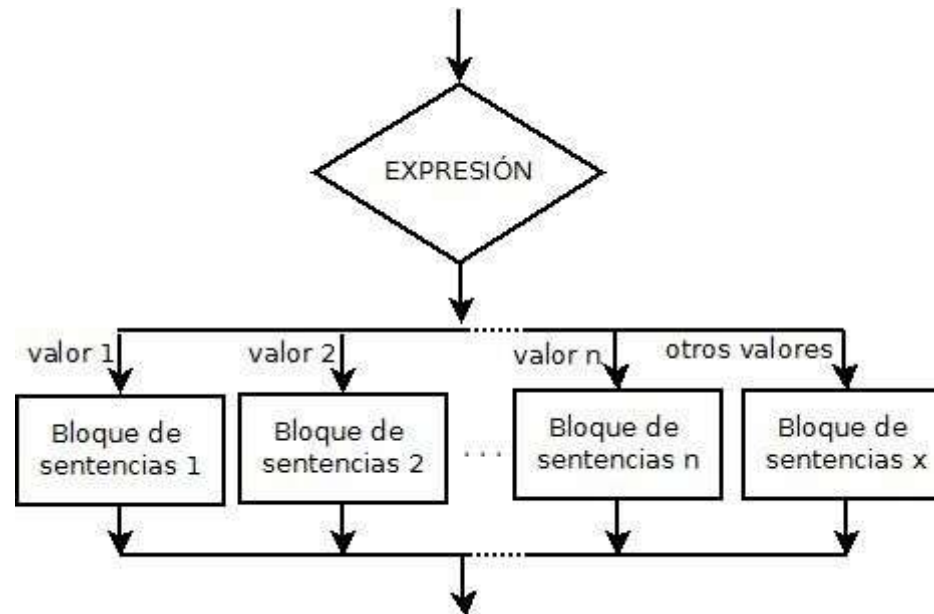 EXPRESIÓN
valor 1
valor 2
valor n
otros valores
Bloque de
sentencias 1
Bloque de
sentencias 2
. . . .
Bloque de
sentencias n
Bloque de
sentencias x